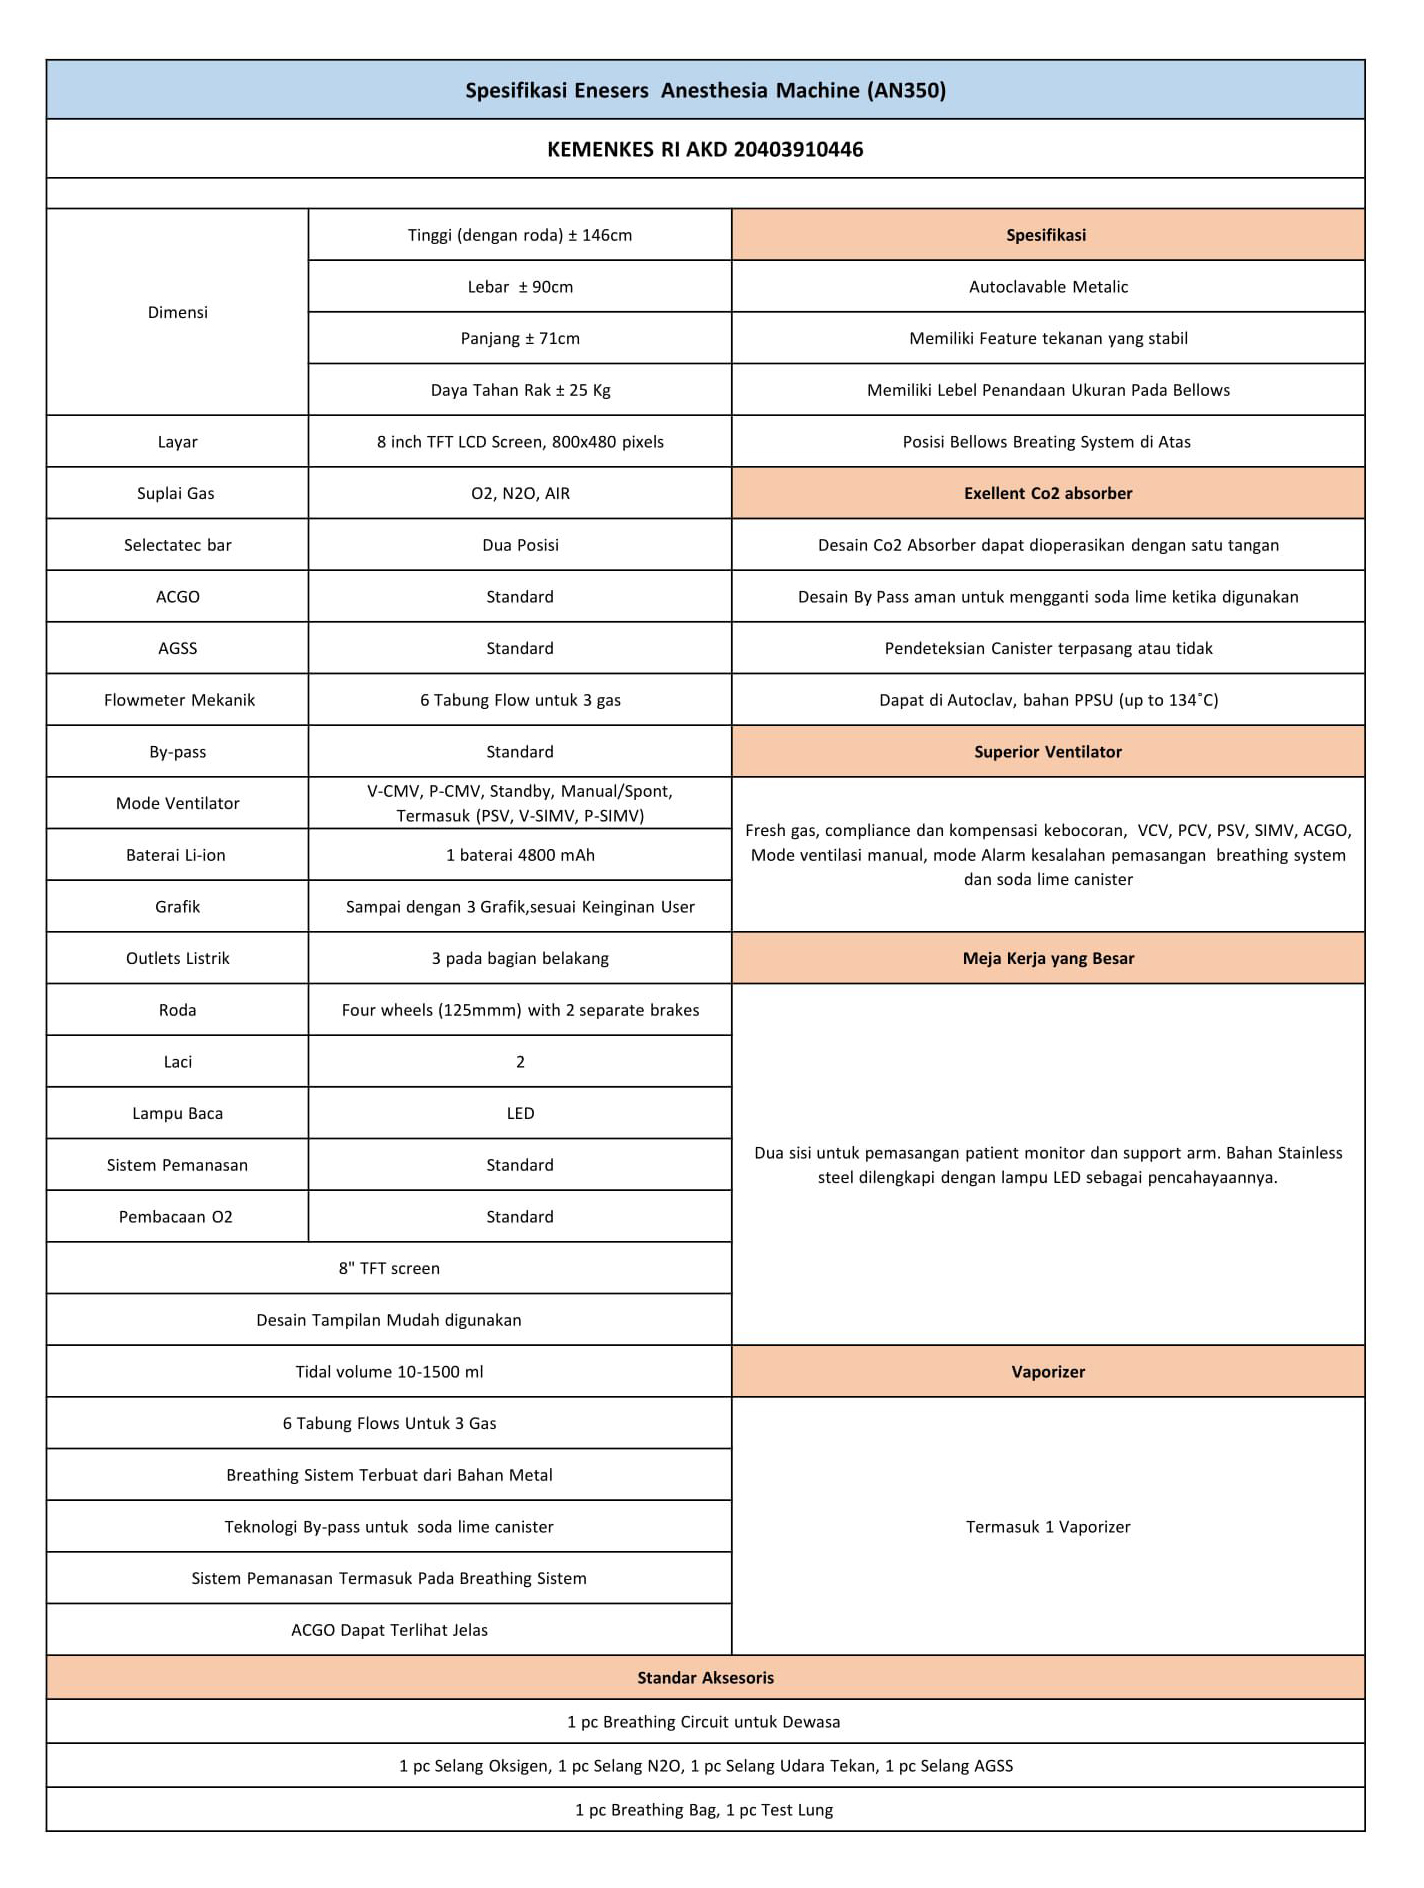 Spesifikasi Enesers  Anesthesia Machine (AN350)
KEMENKES RI AKD 20403910446
Dimensi
Tinggi (dengan roda) ± 146cm
Lebar  ± 90cm
Panjang ± 71cm
Daya Tahan Rak ± 25 Kg
Layar
8 inch TFT LCD Screen, 800x480 pixels
Suplai Gas
O2, N2O, AIR
Selectatec bar
Dua Posisi
ACGO
Standard
AGSS
Standard
Flowmeter Mekanik
6 Tabung Flow untuk 3 gas
By-pass
Standard
Mode Ventilator
V-CMV, P-CMV, Standby, Manual/Spont,
Termasuk (PSV, V-SIMV, P-SIMV)
Baterai Li-ion
1 baterai 4800 mAh
Grafik
Sampai dengan 3 Grafik,sesuai Keinginan User
Outlets Listrik
3 pada bagian belakang
Roda
Four wheels (125mmm) with 2 separate brakes
Laci
2
Lampu Baca
LED
Sistem Pemanasan
Standard
Pembacaan O2
Standard
8" TFT screen
Desain Tampilan Mudah digunakan
Tidal volume 10-1500 ml
6 Tabung Flows Untuk 3 Gas
Breathing Sistem Terbuat dari Bahan Metal
Teknologi By-pass untuk  soda lime canister
Sistem Pemanasan Termasuk Pada Breathing Sistem
ACGO Dapat Terlihat Jelas
Spesifikasi
Autoclavable Metalic
Memiliki Feature tekanan yang stabil
Memiliki Lebel Penandaan Ukuran Pada Bellows
Posisi Bellows Breating System di Atas
Exellent Co2 absorber
Desain Co2 Absorber dapat dioperasikan dengan satu tangan
Desain By Pass aman untuk mengganti soda lime ketika digunakan
Pendeteksian Canister terpasang atau tidak
Dapat di Autoclav, bahan PPSU (up to 134˚C)
Superior Ventilator
Fresh gas, compliance dan kompensasi kebocoran,  VCV, PCV, PSV, SIMV, ACGO,
Mode ventilasi manual, mode Alarm kesalahan pemasangan  breathing system
dan soda lime canister
Meja Kerja yang Besar
Dua sisi untuk pemasangan patient monitor dan support arm. Bahan Stainless
steel dilengkapi dengan lampu LED sebagai pencahayaannya.
Vaporizer
Termasuk 1 Vaporizer
Standar Aksesoris
1 pc Breathing Circuit untuk Dewasa
1 pc Selang Oksigen, 1 pc Selang N2O, 1 pc Selang Udara Tekan, 1 pc Selang AGSS
1 pc Breathing Bag, 1 pc Test Lung